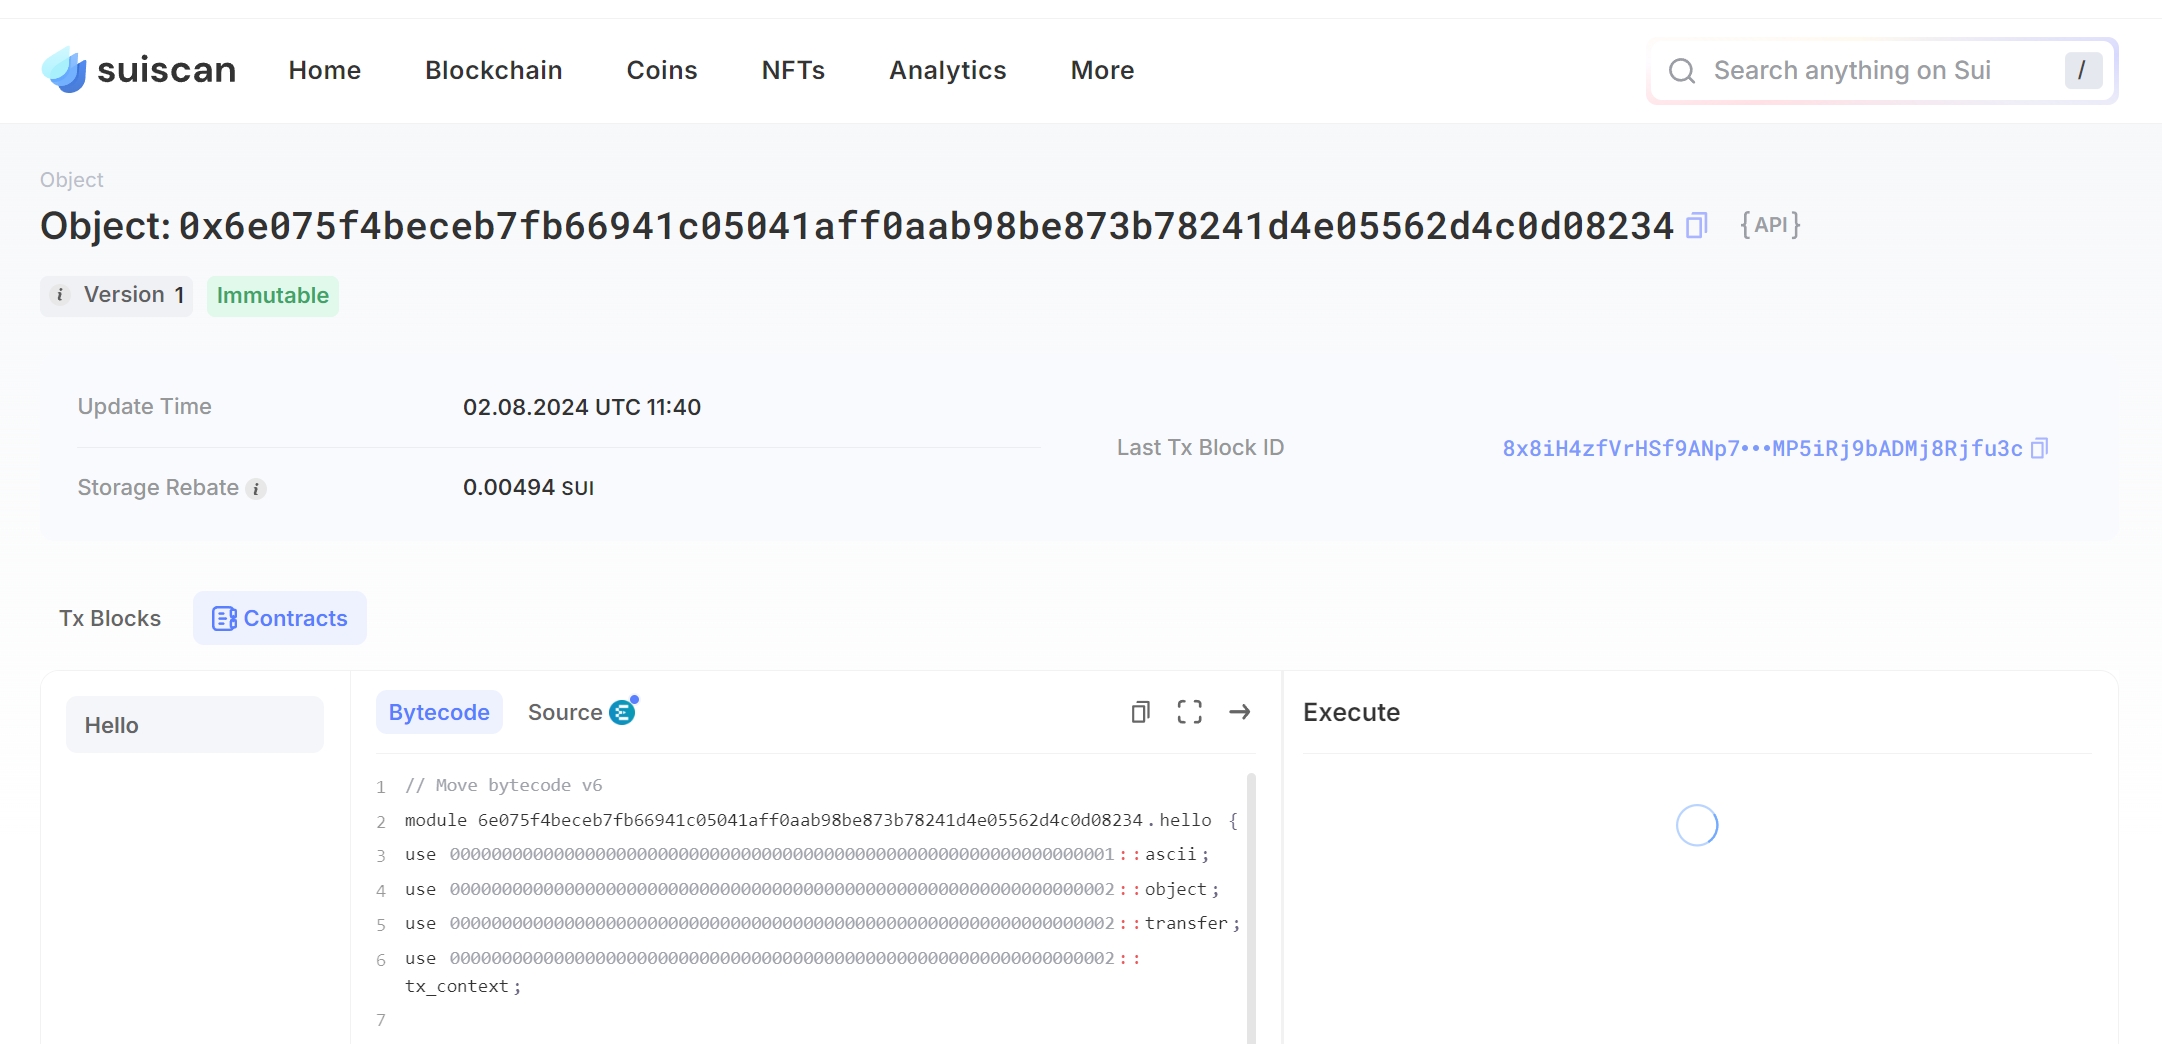 suiscan Home Blockchain Coins NFTs Analytics More Search anything on Sui /
Object
Object: 0x6e075f4beceb7fb66941c05041aff0aab98be873b78241d4e05562d4c0d08234 {API}
i Version 1 Immutable
Update Time 02.08.2024 UTC 11:40
Last Tx Block ID 8x8iH4zfVrHSf9ANp7•••MP5iRj9bADMj8Rjfu3c
Storage Rebate i 0.00494 SUI
Tx Blocks Contracts
Hello
Bytecode Source
Execute
1 // Move bytecode v6
2 module 6e075f4beceb7fb66941c05041aff0aab98be873b78241d4e05562d4c0d08234.hello {
3 use 0000000000000000000000000000000000000000000000000000000000000001::ascii;
4 use 0000000000000000000000000000000000000000000000000000000000000002::object;
5 use 0000000000000000000000000000000000000000000000000000000000000002::transfer;
6 use 0000000000000000000000000000000000000000000000000000000000000002::
tx_context;
7